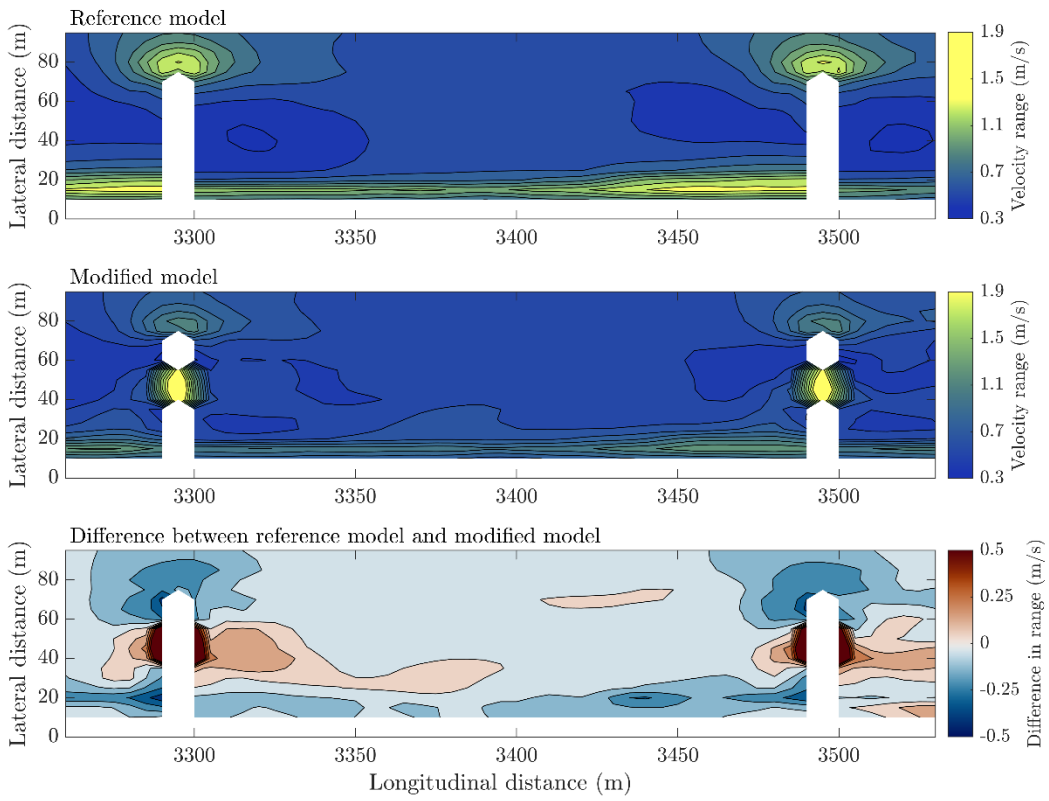 Reference model
Lateral distance (m)
80
60
40
20
0
3300 3350 3400 3450 3500
1.9
1.5
1.1
0.7
0.3
Velocity range (m/s)
Modified model
Lateral distance (m)
80
60
40
20
0
3300 3350 3400 3450 3500
1.9
1.5
1.1
0.7
0.3
Velocity range (m/s)
Difference between reference model and modified model
Lateral distance (m)
80
60
40
20
0
3300 3350 3400 3450 3500
Longitudinal distance (m)
0.5
0.25
0
-0.25
-0.5
Difference in range (m/s)